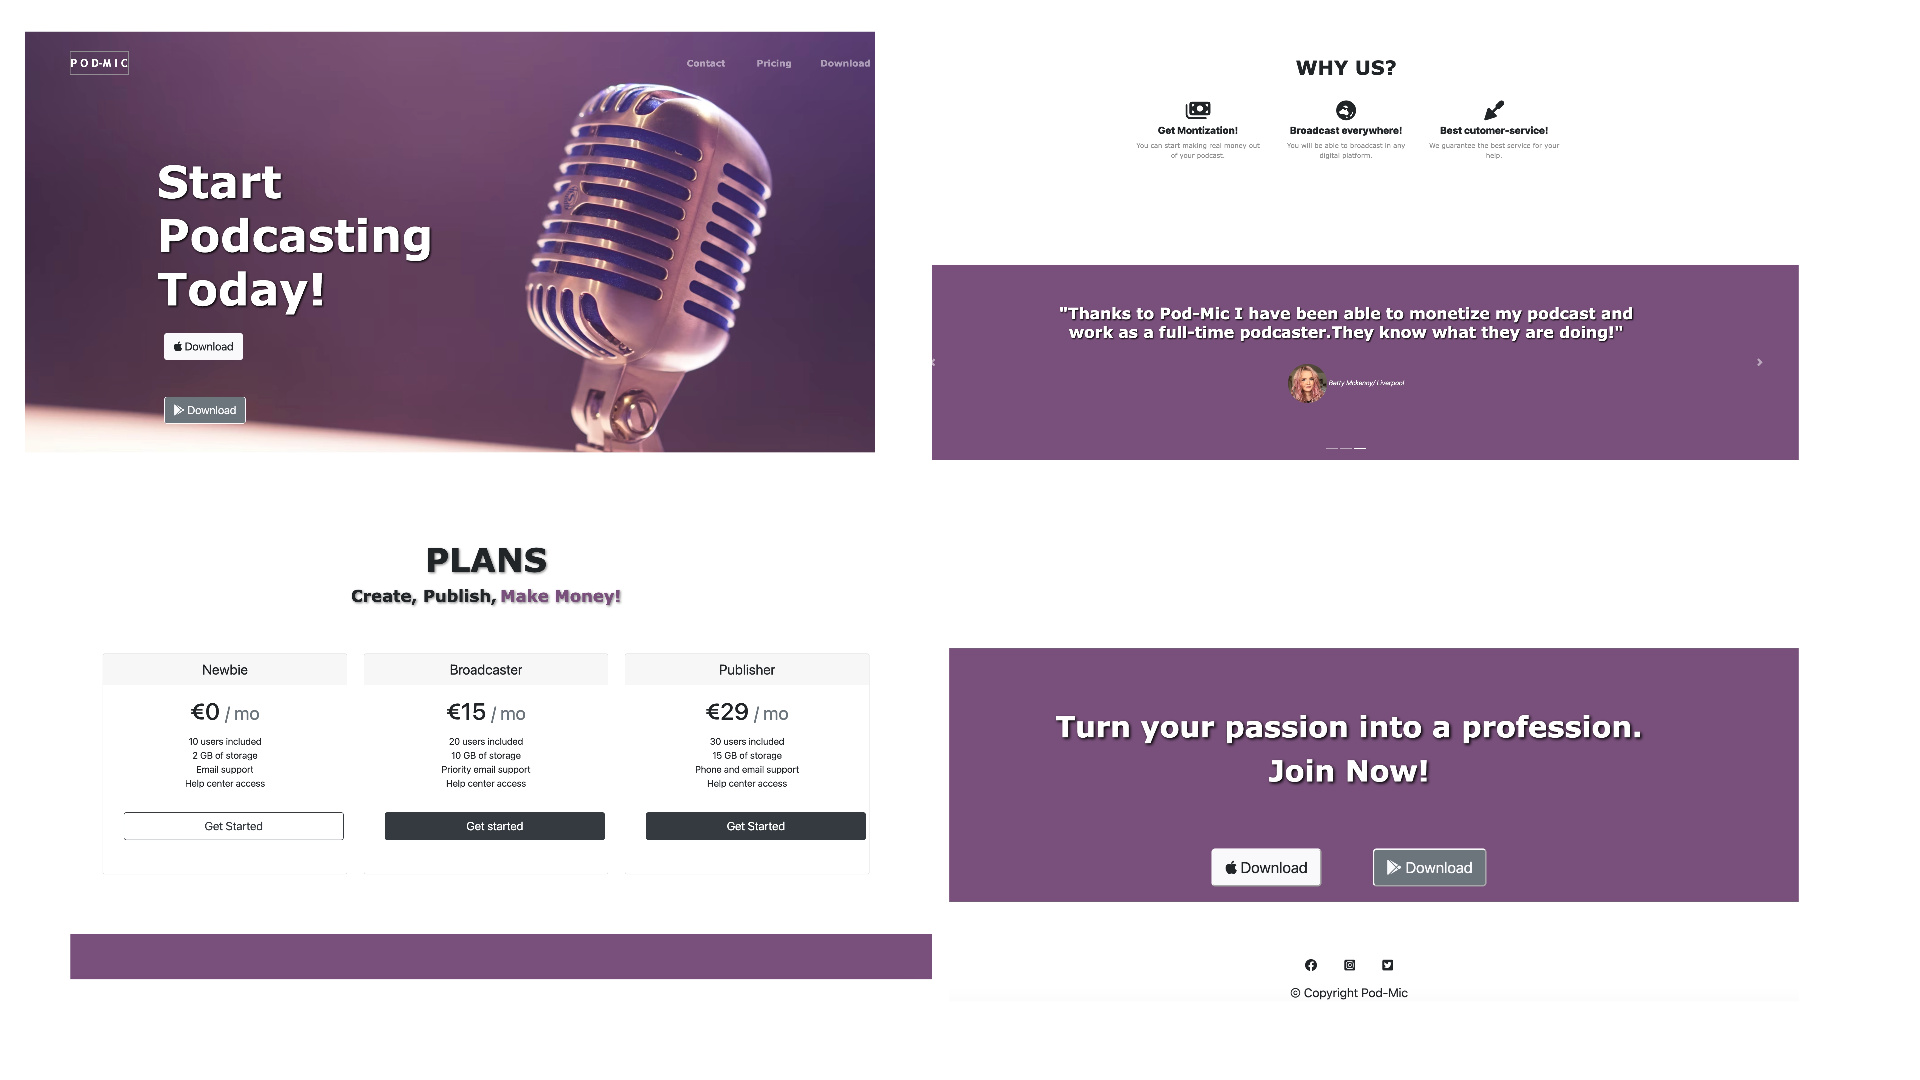 POD-MIC
Contact Pricing Download
Start
Podcasting
Today!
Download
Download
WHY US?
Get Montization!
You can start making real money out
of your podcast.
Broadcast everywhere!
You will be able to broadcast in any
digital platform.
Best cutomer-service!
We guarantee the best service for your
help.
"Thanks to Pod-Mic I have been able to monetize my podcast and
work as a full-time podcaster.They know what they are doing!"
Betty Mckenny/ Liverpool
PLANS
Create, Publish, Make Money!
Newbie
€0 / mo
10 users included
2 GB of storage
Email support
Help center access
Get Started
Broadcaster
€15 / mo
20 users included
10 GB of storage
Priority email support
Help center access
Get started
Publisher
€29 / mo
30 users included
15 GB of storage
Phone and email support
Help center access
Get Started
Turn your passion into a profession.
Join Now!
Download
Download
© Copyright Pod-Mic